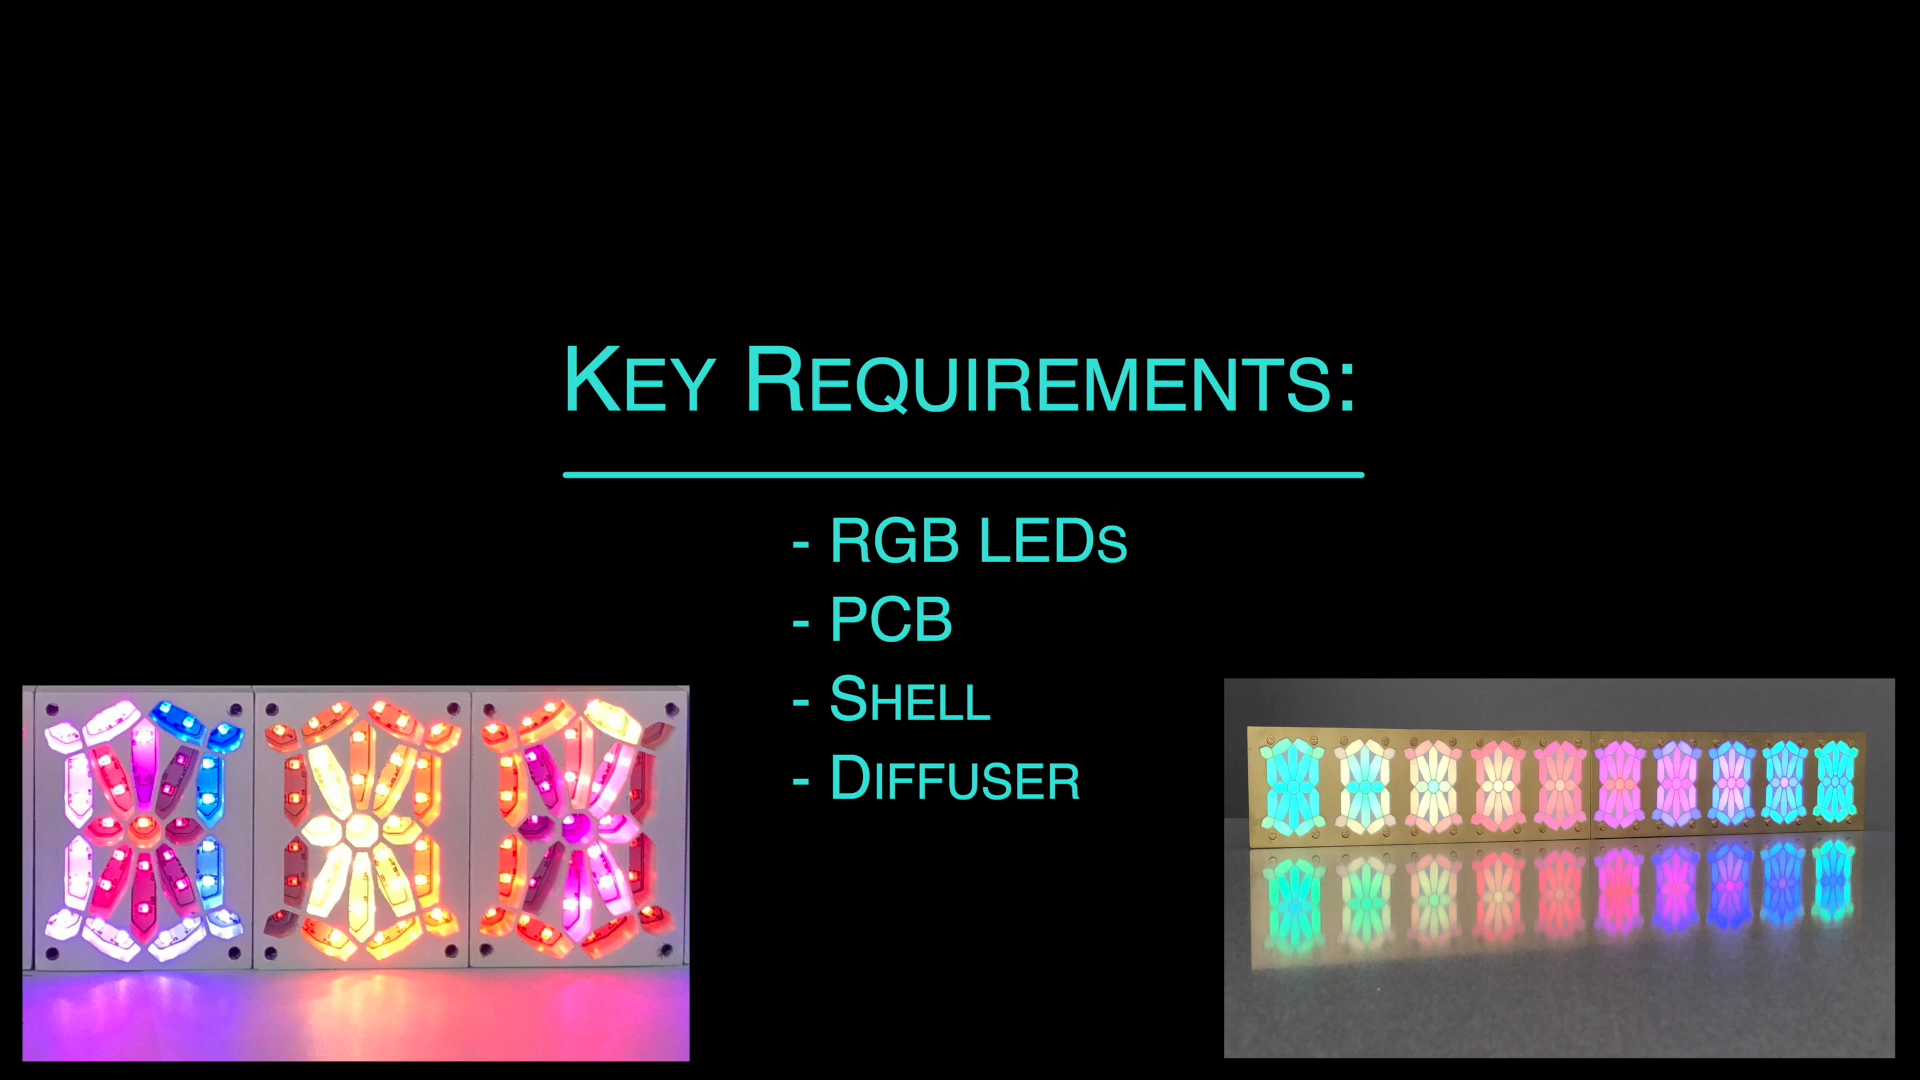 Key Requirements:
- RGB LEDs
- PCB
- Shell
- Diffuser